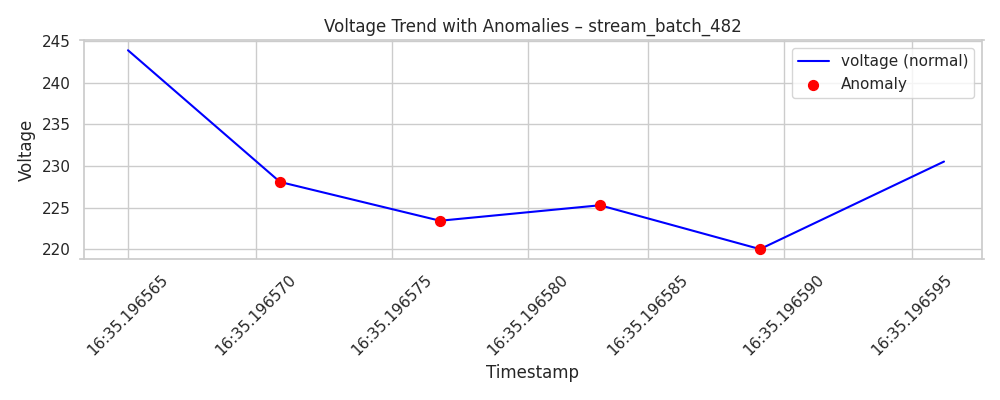 Voltage Trend with Anomalies – stream_batch_482
voltage (normal)
Anomaly
Voltage
245
240
235
230
225
220
16:35.196565
16:35.196570
16:35.196575
16:35.196580
16:35.196585
16:35.196590
16:35.196595
Timestamp